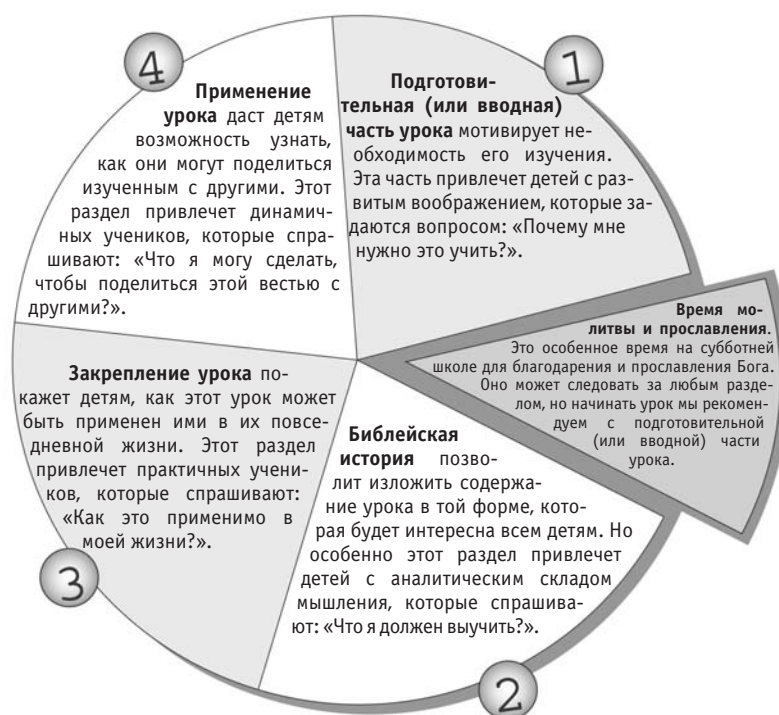 1
Подготови-
тельная (или вводная)
часть урока мотивирует не-
обходимость его изучения.
Эта часть привлечет детей с раз-
витым воображением, которые за-
даются вопросом: «Почему мне
нужно это учить?».
Время мо-
литвы и прославления.
Это особенное время на субботней
школе для благодарения и прославления Бога.
Оно может следовать за любым разде-
лом, но начинать урок мы рекомен-
дуем с подготовительной
(или вводной) части
урока.
2
Библейская
история позво-
лит изложить содержа-
ние урока в той форме, кото-
рая будет интересна всем детям. Но
особенно этот раздел привлечет
детей с аналитическим складом
мышления, которые спрашива-
ют: «Что я должен выучить?».
3
Закрепление урока по-
кажет детям, как этот урок может
быть применен ими в их повсе-
дневной жизни. Этот раздел
привлечет практичных учени-
ков, которые спрашивают:
«Как это применимо в
моей жизни?».
4
Применение
урока даст детям
возможность узнать,
как они могут поделиться
изученным с другими. Этот
раздел привлечет динамич-
ных учеников, которые спра-
шивают: «Что я могу сделать,
чтобы поделиться этой вестью с
другими?».